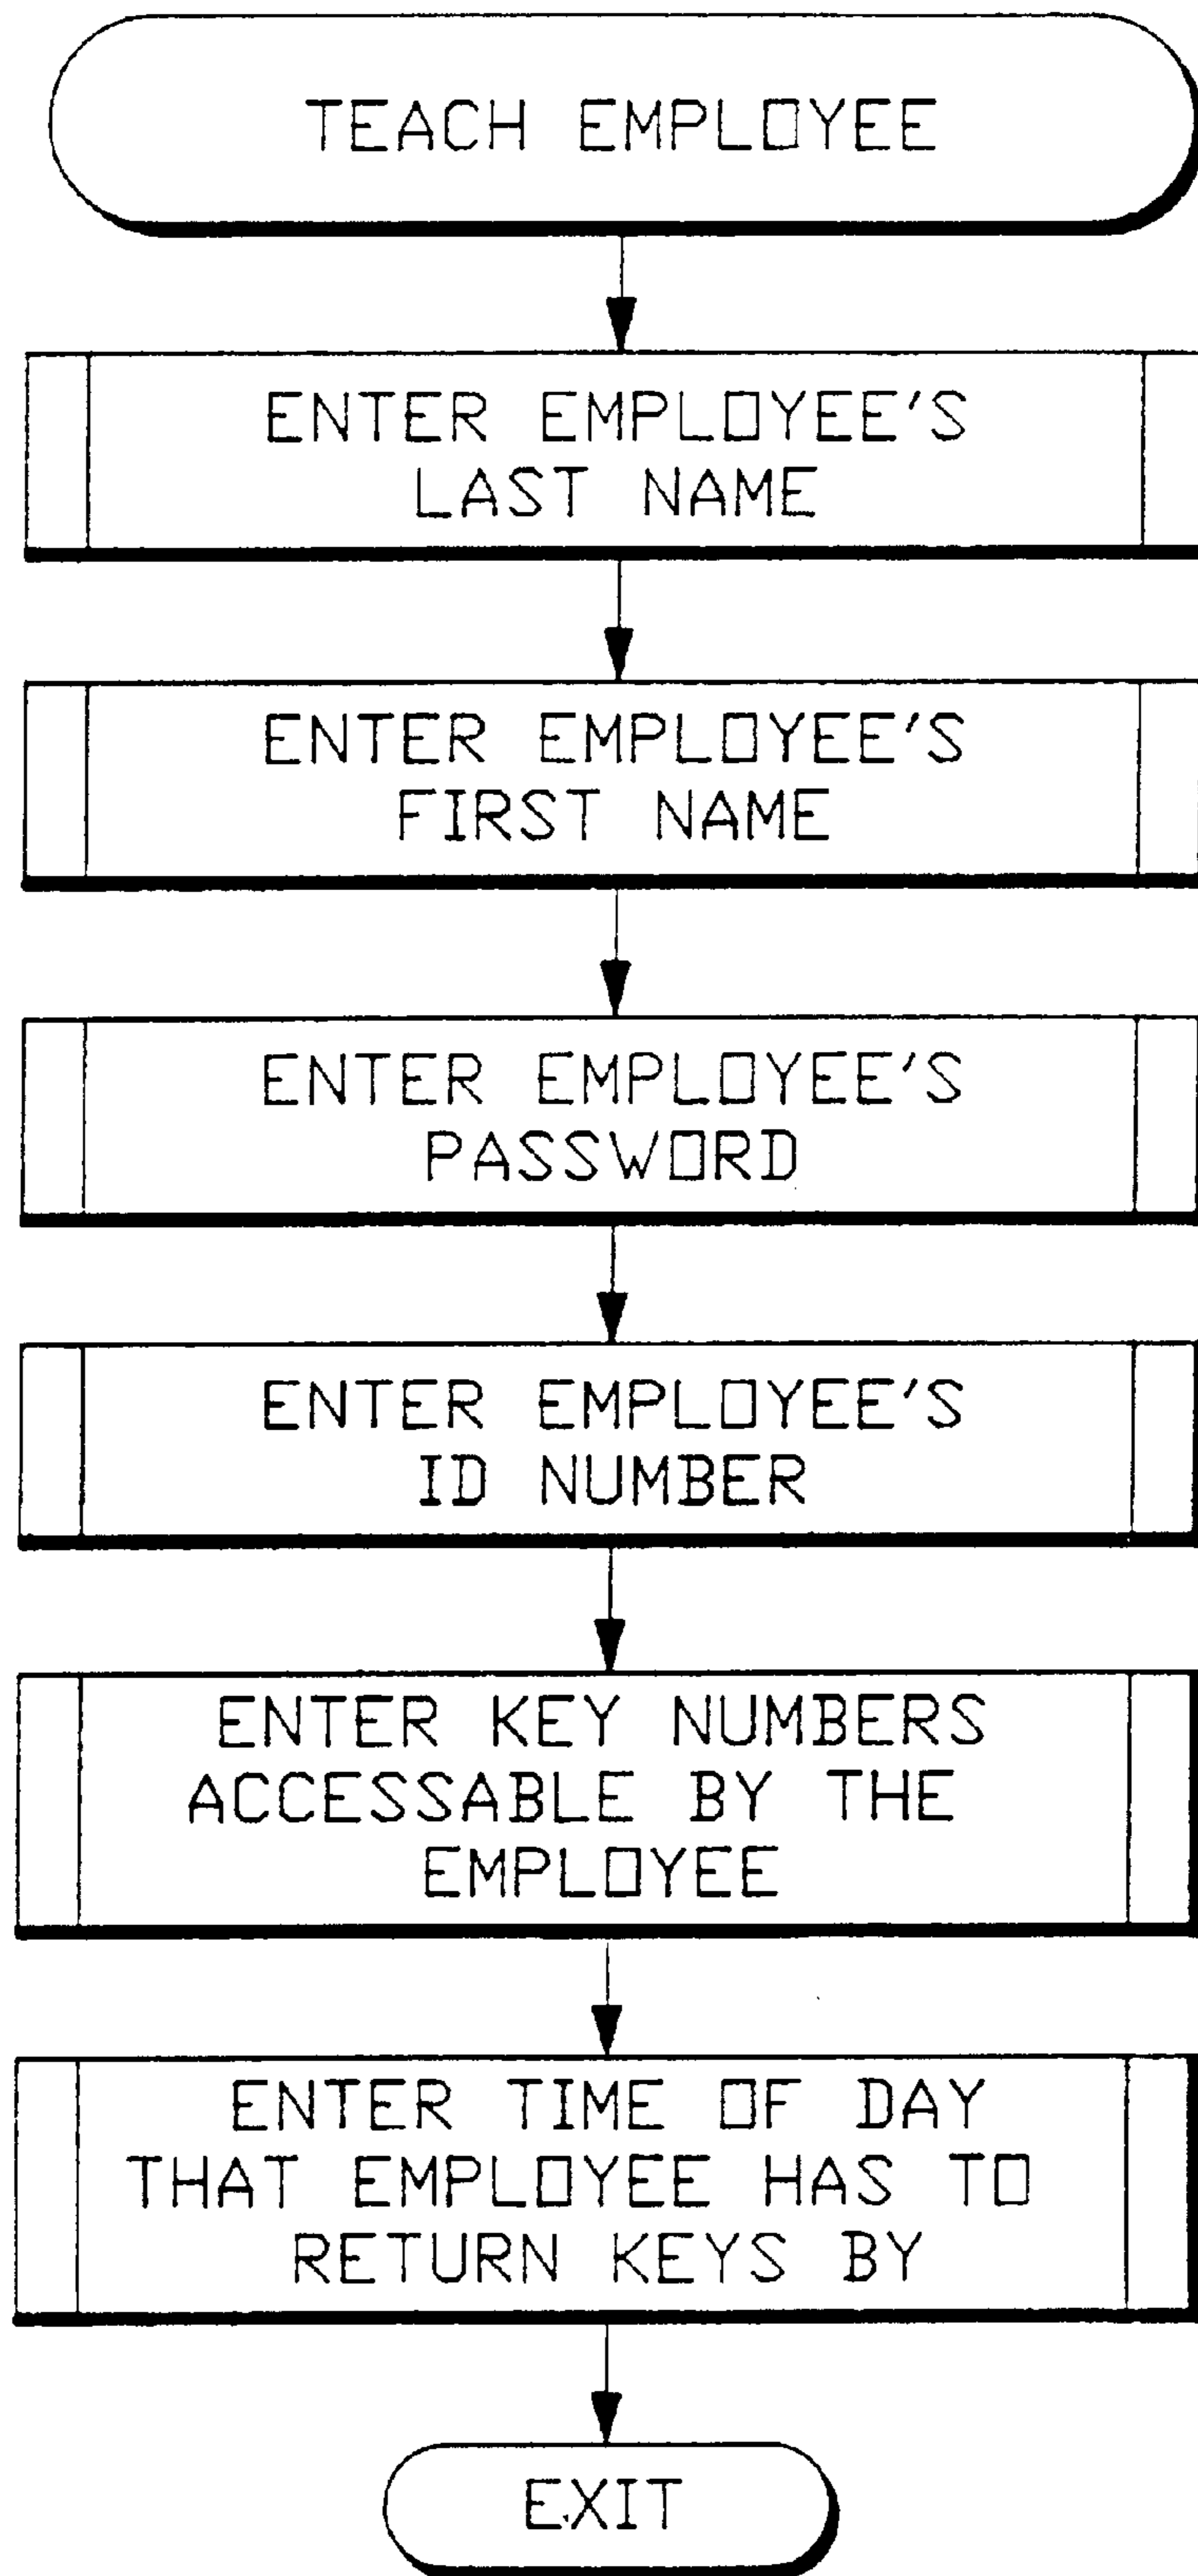 TEACH EMPLOYEE
ENTER EMPLOYEE'S
LAST NAME
ENTER EMPLOYEE'S
FIRST NAME
ENTER EMPLOYEE'S
PASSWORD
ENTER EMPLOYEE'S
ID NUMBER
ENTER KEY NUMBERS
ACCESSABLE BY THE
EMPLOYEE
ENTER TIME OF DAY
THAT EMPLOYEE HAS TO
RETURN KEYS BY
EXIT